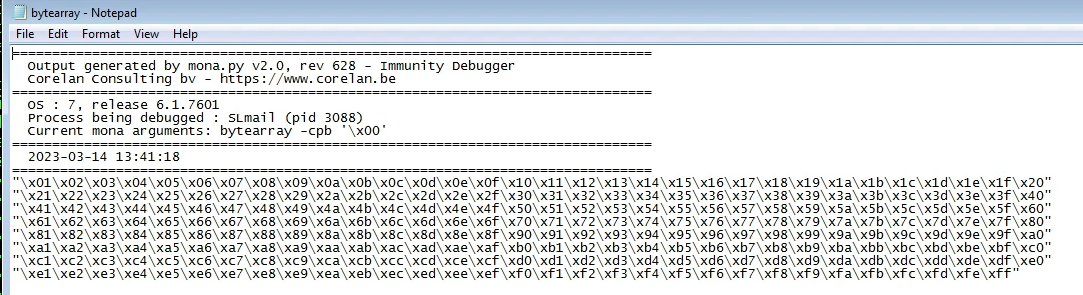 bytearray - Notepad
File Edit Format View Help
================================================================================
Output generated by mona.py v2.0, rev 628 - Immunity Debugger
Corelan Consulting bv - https://www.corelan.be
================================================================================
OS : 7, release 6.1.7601
Process being debugged : SLmail (pid 3088)
Current mona arguments: bytearray -cpb '\x00'
================================================================================
2023-03-14 13:41:18
================================================================================
"\x01\x02\x03\x04\x05\x06\x07\x08\x09\x0a\x0b\x0c\x0d\x0e\x0f\x10\x11\x12\x13\x14\x15\x16\x17\x18\x19\x1a\x1b\x1c\x1d\x1e\x1f\x20"
"\x21\x22\x23\x24\x25\x26\x27\x28\x29\x2a\x2b\x2c\x2d\x2e\x2f\x30\x31\x32\x33\x34\x35\x36\x37\x38\x39\x3a\x3b\x3c\x3d\x3e\x3f\x40"
"\x41\x42\x43\x44\x45\x46\x47\x48\x49\x4a\x4b\x4c\x4d\x4e\x4f\x50\x51\x52\x53\x54\x55\x56\x57\x58\x59\x5a\x5b\x5c\x5d\x5e\x5f\x60"
"\x61\x62\x63\x64\x65\x66\x67\x68\x69\x6a\x6b\x6c\x6d\x6e\x6f\x70\x71\x72\x73\x74\x75\x76\x77\x78\x79\x7a\x7b\x7c\x7d\x7e\x7f\x80"
"\x81\x82\x83\x84\x85\x86\x87\x88\x89\x8a\x8b\x8c\x8d\x8e\x8f\x90\x91\x92\x93\x94\x95\x96\x97\x98\x99\x9a\x9b\x9c\x9d\x9e\x9f\xa0"
"\xa1\xa2\xa3\xa4\xa5\xa6\xa7\xa8\xa9\xaa\xab\xac\xad\xae\xaf\xb0\xb1\xb2\xb3\xb4\xb5\xb6\xb7\xb8\xb9\xba\xbb\xbc\xbd\xbe\xbf\xc0"
"\xc1\xc2\xc3\xc4\xc5\xc6\xc7\xc8\xc9\xca\xcb\xcc\xcd\xce\xcf\xd0\xd1\xd2\xd3\xd4\xd5\xd6\xd7\xd8\xd9\xda\xdb\xdc\xdd\xde\xdf\xe0"
"\xe1\xe2\xe3\xe4\xe5\xe6\xe7\xe8\xe9\xea\xeb\xec\xed\xee\xef\xf0\xf1\xf2\xf3\xf4\xf5\xf6\xf7\xf8\xf9\xfa\xfb\xfc\xfd\xfe\xff"